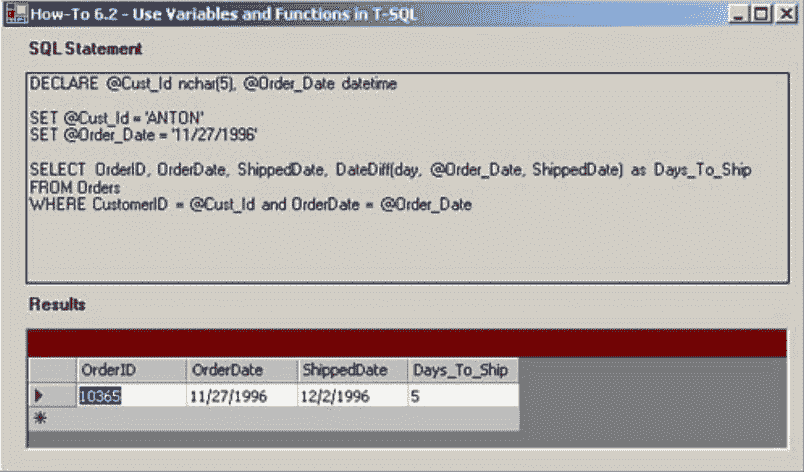 How-To 6.2 - Use Variables and Functions in T-SQL
SQL Statement
DECLARE @Cust_Id nchar(5), @Order_Date datetime
SET @Cust_Id = 'ANTON'
SET @Order_Date = '11/27/1996'
SELECT OrderID, OrderDate, ShippedDate, DateDiff(day, @Order_Date, ShippedDate) as Days_To_Ship
FROM Orders
WHERE CustomerID = @Cust_Id and OrderDate = @Order_Date
Results
OrderID OrderDate ShippedDate Days_To_Ship
10365 11/27/1996 12/2/1996 5